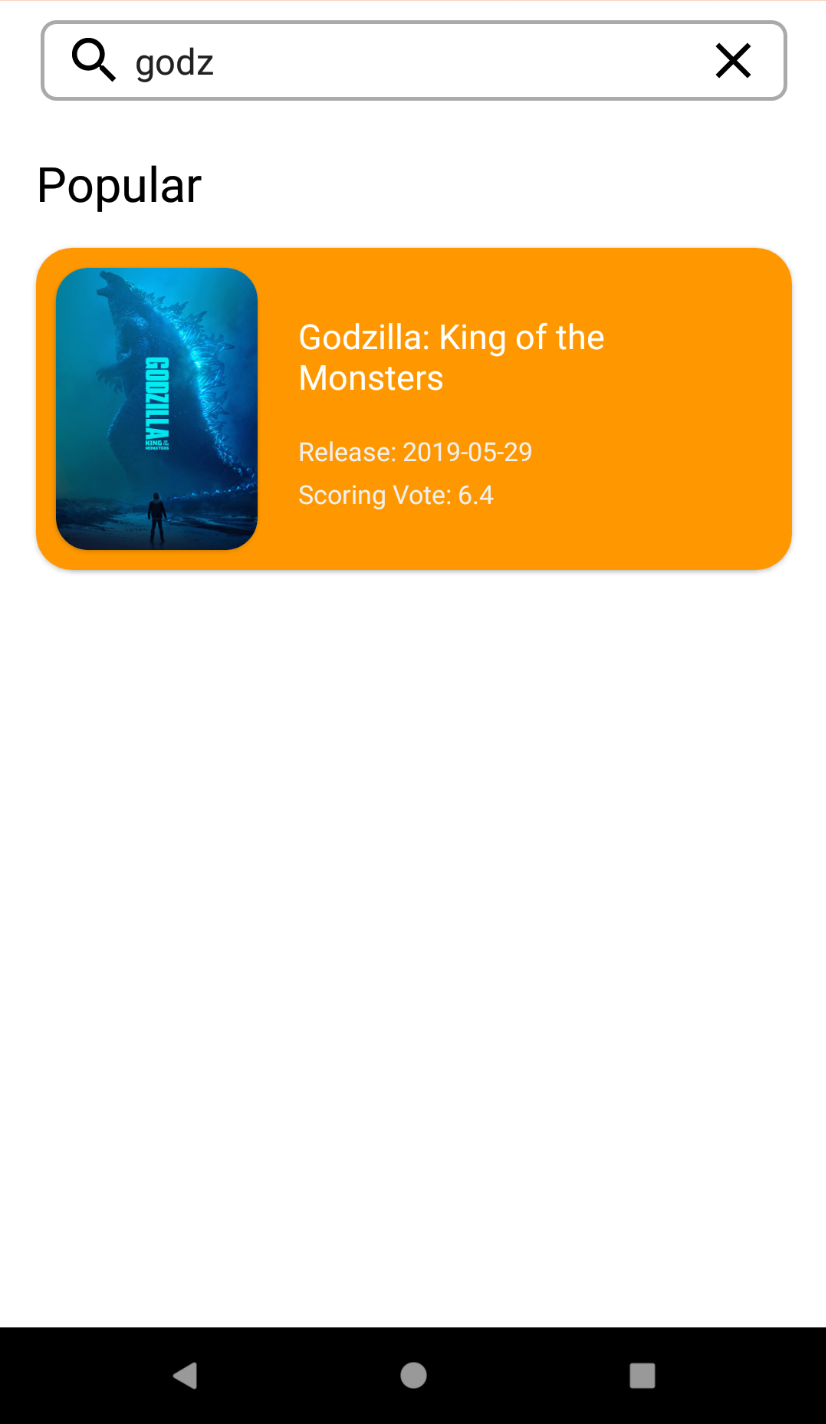 godz
Popular
Godzilla: King of the
Monsters
Release: 2019-05-29
Scoring Vote: 6.4
GODZILLA
KING OF THE
MONSTERS